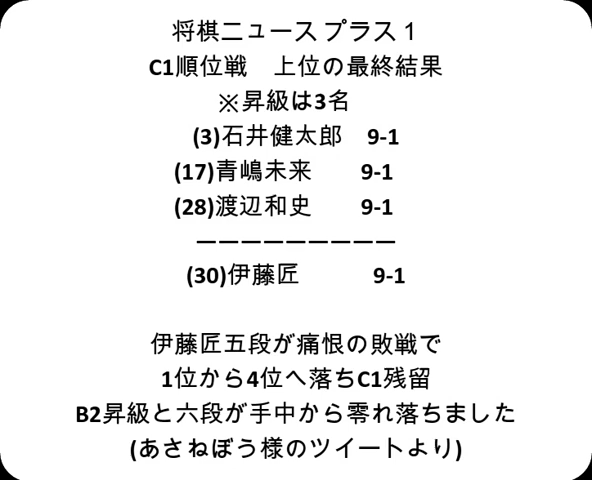 将棋ニュース プラス 1
C1順位戦　上位の最終結果
※昇級は3名
(3)石井健太郎　9-1
(17)青嶋未来　　9-1
(28)渡辺和史　　9-1
ーーーーーーーーー
(30)伊藤匠　　　9-1
伊藤匠五段が痛恨の敗戦で
1位から4位へ落ちC1残留
B2昇級と六段が手中から零れ落ちました
(あさねぼう様のツイートより)